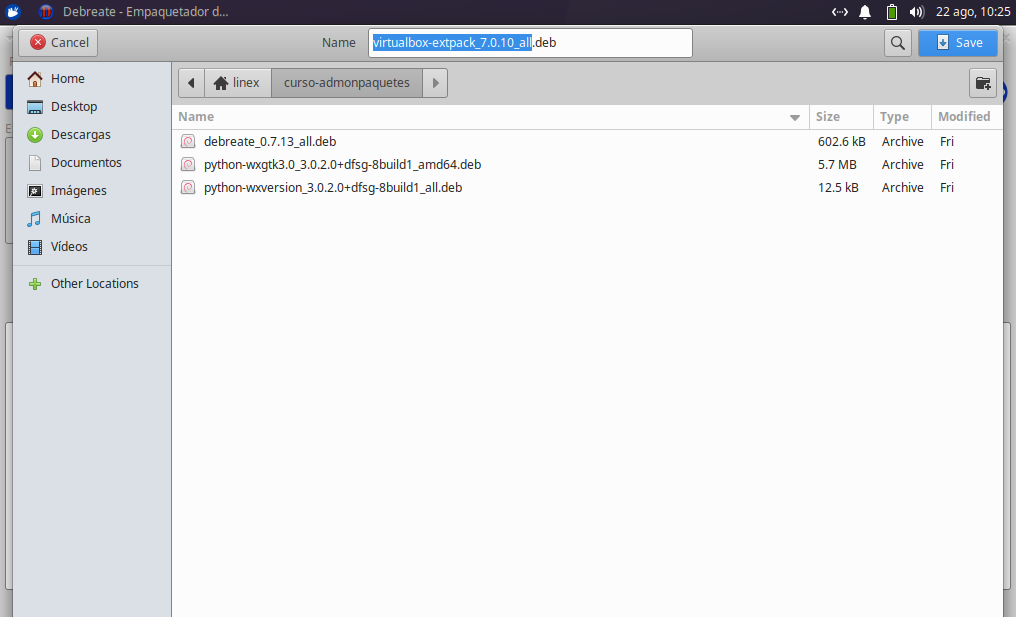 Debreate - Empaquetador d...
22 ago, 10:25
Cancel
Name
virtualbox-extpack_7.0.10_all.deb
Save
Home
Desktop
Descargas
Documentos
Imágenes
Música
Vídeos
Other Locations
linex
curso-admonpaquetes
Name Size Type Modified
debreate_0.7.13_all.deb 602.6 kB Archive Fri
python-wxgtk3.0_3.0.2.0+dfsg-8build1_amd64.deb 5.7 MB Archive Fri
python-wxversion_3.0.2.0+dfsg-8build1_all.deb 12.5 kB Archive Fri